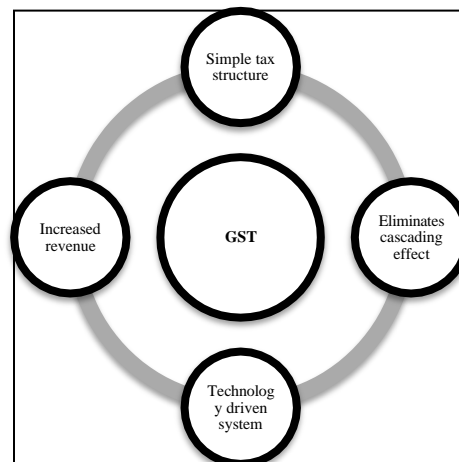 Simple tax
structure
Increased
revenue
GST
Eliminates
cascading
effect
Technolog
y driven
system